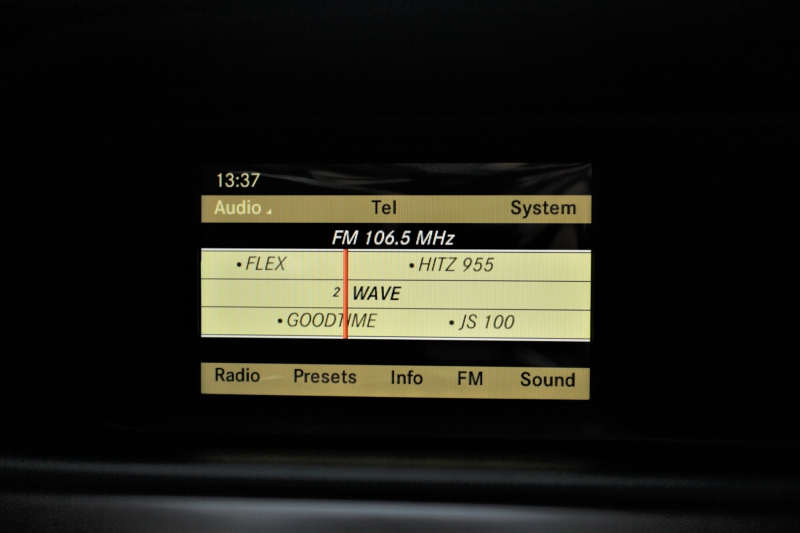 13:37
Audio Tel System
FM 106.5 MHz
•FLEX •HITZ 955
2 WAVE
•GOODTIME •JS 100
Radio Presets Info FM Sound